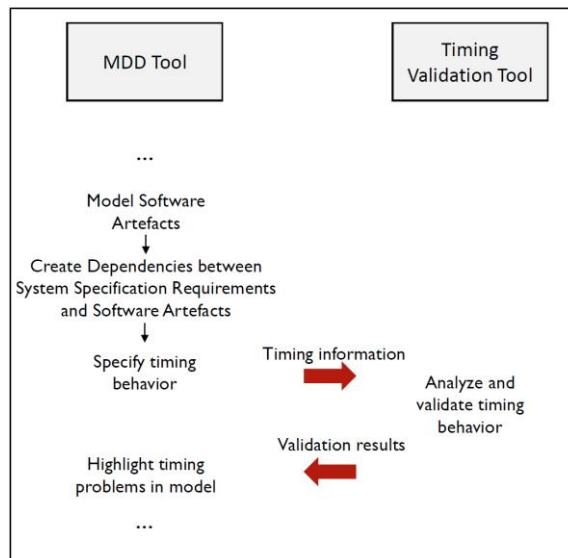 MDD Tool
Timing
Validation Tool
...
Model Software
Artefacts
Create Dependencies between
System Specification Requirements
and Software Artefacts
Specify timing
behavior
Timing information
Analyze and
validate timing
behavior
Validation results
Highlight timing
problems in model
...